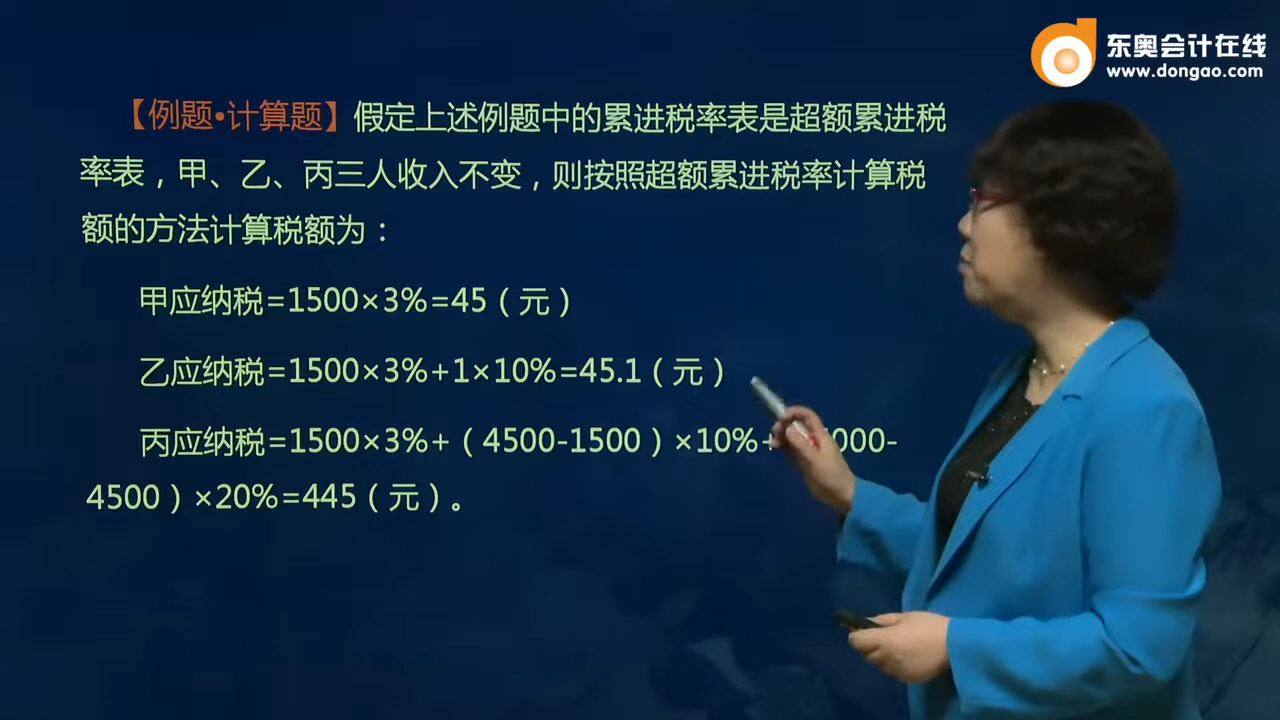 东奥会计在线
www.dongao.com
【例题•计算题】假定上述例题中的累进税率表是超额累进税
率表，甲、乙、丙三人收入不变，则按照超额累进税率计算税
额的方法计算税额为：
甲应纳税=1500×3%=45（元）
乙应纳税=1500×3%+1×10%=45.1（元）
丙应纳税=1500×3%+（4500-1500）×10%+ 000-
4500）×20%=445（元）。